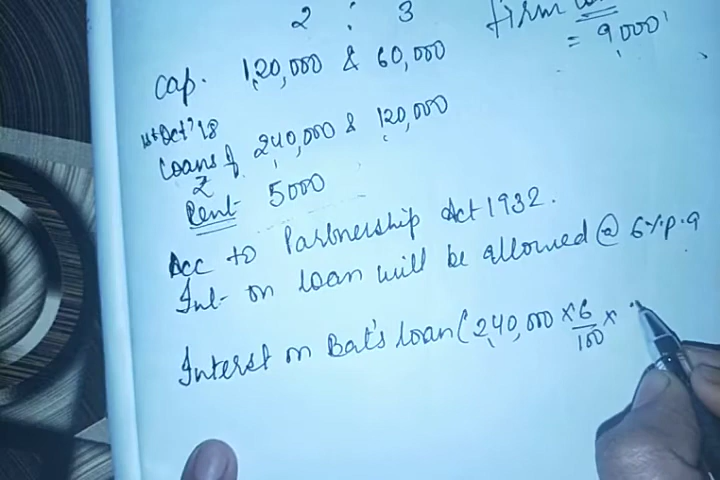 2 : 3
firm
= 9,000
Cap. 1,20,000 & 60,000
1st Oct '18
Loans of 240,000 & 120,000
Rent 5000
Acc to Partnership Act 1932.
Int- on loan will be allowed @ 6%p.a
Interst on Bat's loan (240,000 × 6/100 ×